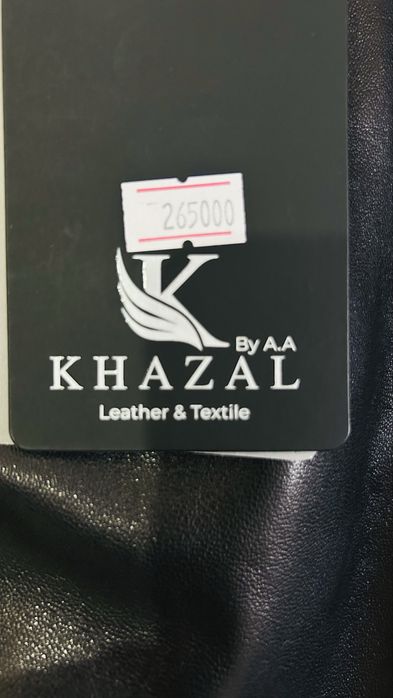 265000
K
By A.A
KHAZAL
Leather & Textile